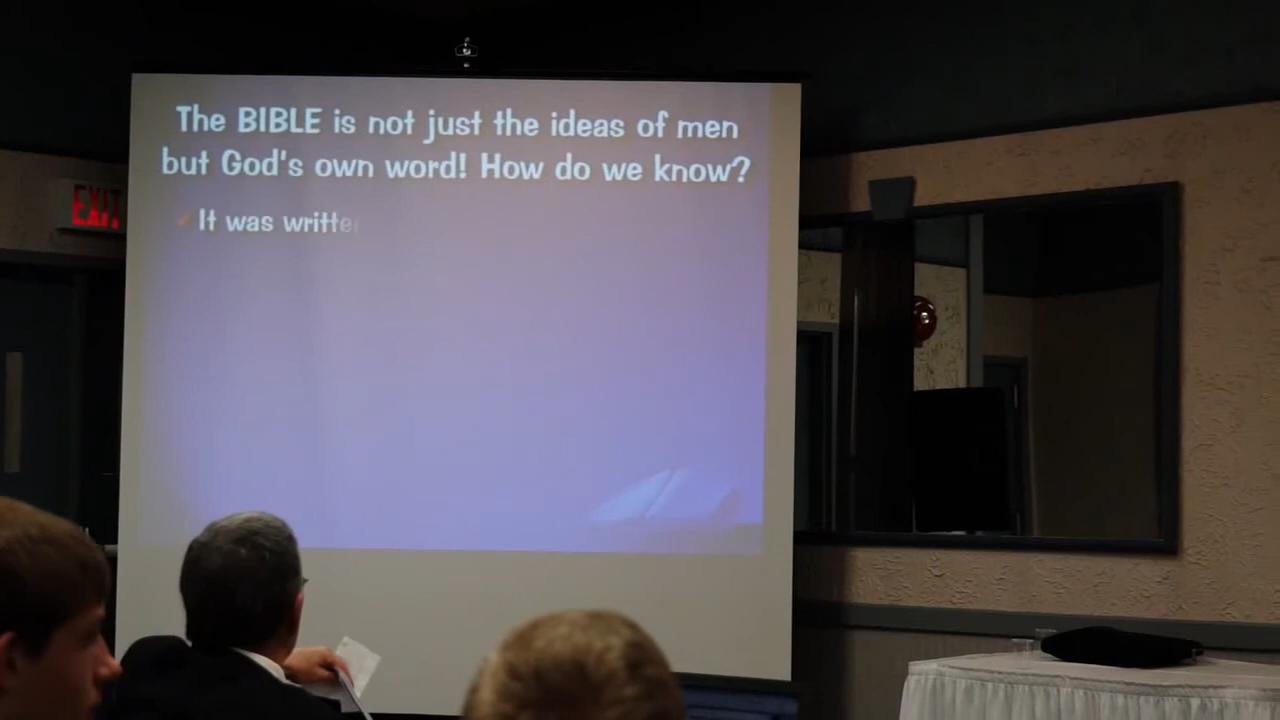 The BIBLE is not just the ideas of men
but God's own word! How do we know?
It was writte
EXIT